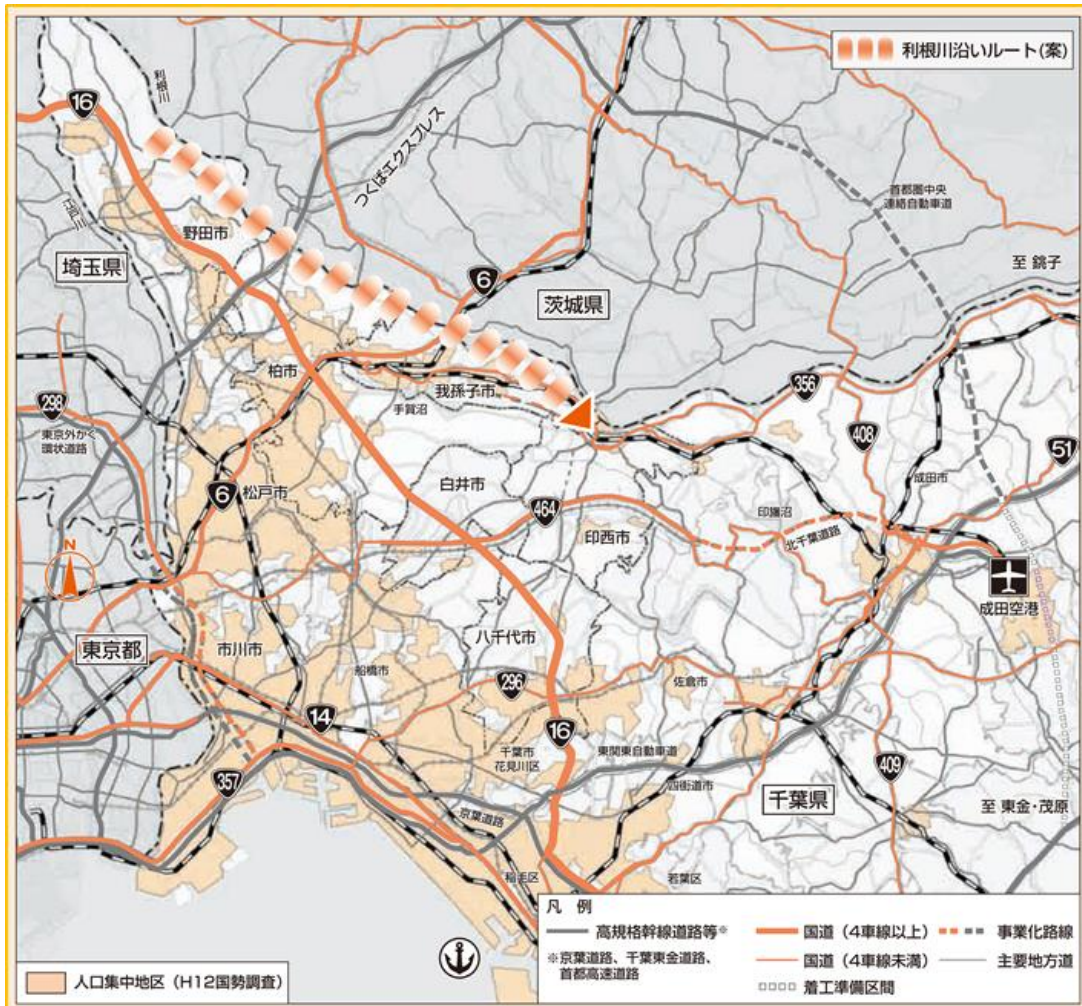 利根川沿いルート(案)
16
利根川
つくばエクスプレス
首都圏中央
連絡自動車道
江戸川
野田市
埼玉県
6
茨城県
至 銚子
柏市
我孫子市
手賀沼
356
298
東京外かく
環状道路
408
51
6
松戸市
白井市
464
成田市
印旛沼
印西市
北千葉道路
N
成田空港
東京都
市川市
八千代市
船橋市
296
佐倉市
14
16
千葉市
花見川区
東関東自動車道
357
四街道市
409
千葉県
京葉道路
至 東金・茂原
稲毛区
若葉区
凡 例
高規格幹線道路等※
国道（4車線以上）
事業化路線
※京葉道路、千葉東金道路、
首都高速道路
国道（4車線未満）
主要地方道
着工準備区間
人口集中地区（H12国勢調査）